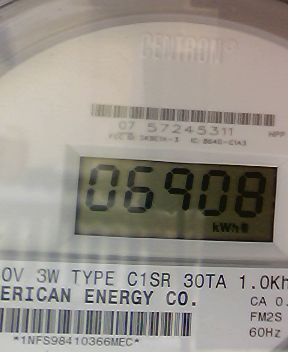 CENTRON®
07 57245311 HPP
06908
kWh
0V 3W TYPE C1SR 30TA 1.0Kh
ERICAN ENERGY CO.
CA 0.
FM2S
60Hz
*1NFS98410366MEC*